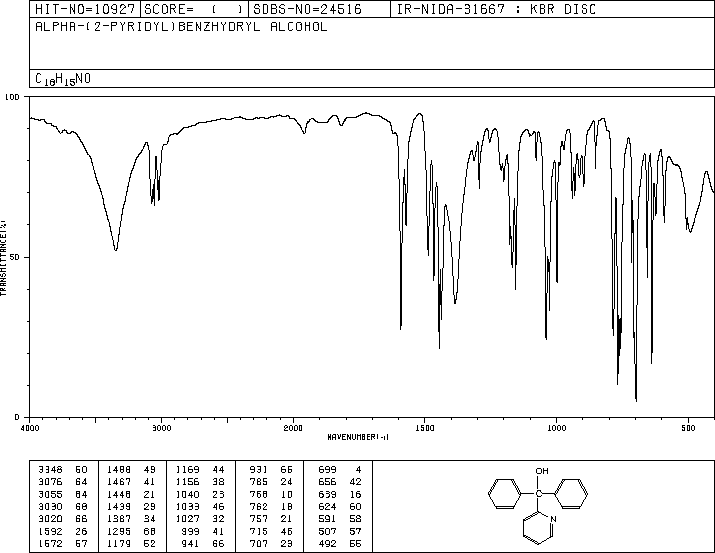 HIT-NO=10927 SCORE= ( ) SDBS-NO=24516 IR-NIDA-31667 : KBR DISC
ALPHA-(2-PYRIDYL)BENZHYDRYL ALCOHOL
C18H15NO
100
TRANSMITTANCE(%)
50
0
4000 3000 2000 1500 1000 500
WAVENUMBER(-1)
3348 50 1488 49 1169 44 931 66 699 4
3076 64 1467 41 1156 38 785 24 656 42
3055 64 1448 21 1040 23 768 10 639 16
3030 68 1439 29 1033 46 762 18 624 60
3020 66 1387 34 1027 32 757 21 591 58
1592 26 1295 68 999 41 715 46 507 57
1572 57 1179 52 941 66 707 29 492 55
OH
C
N